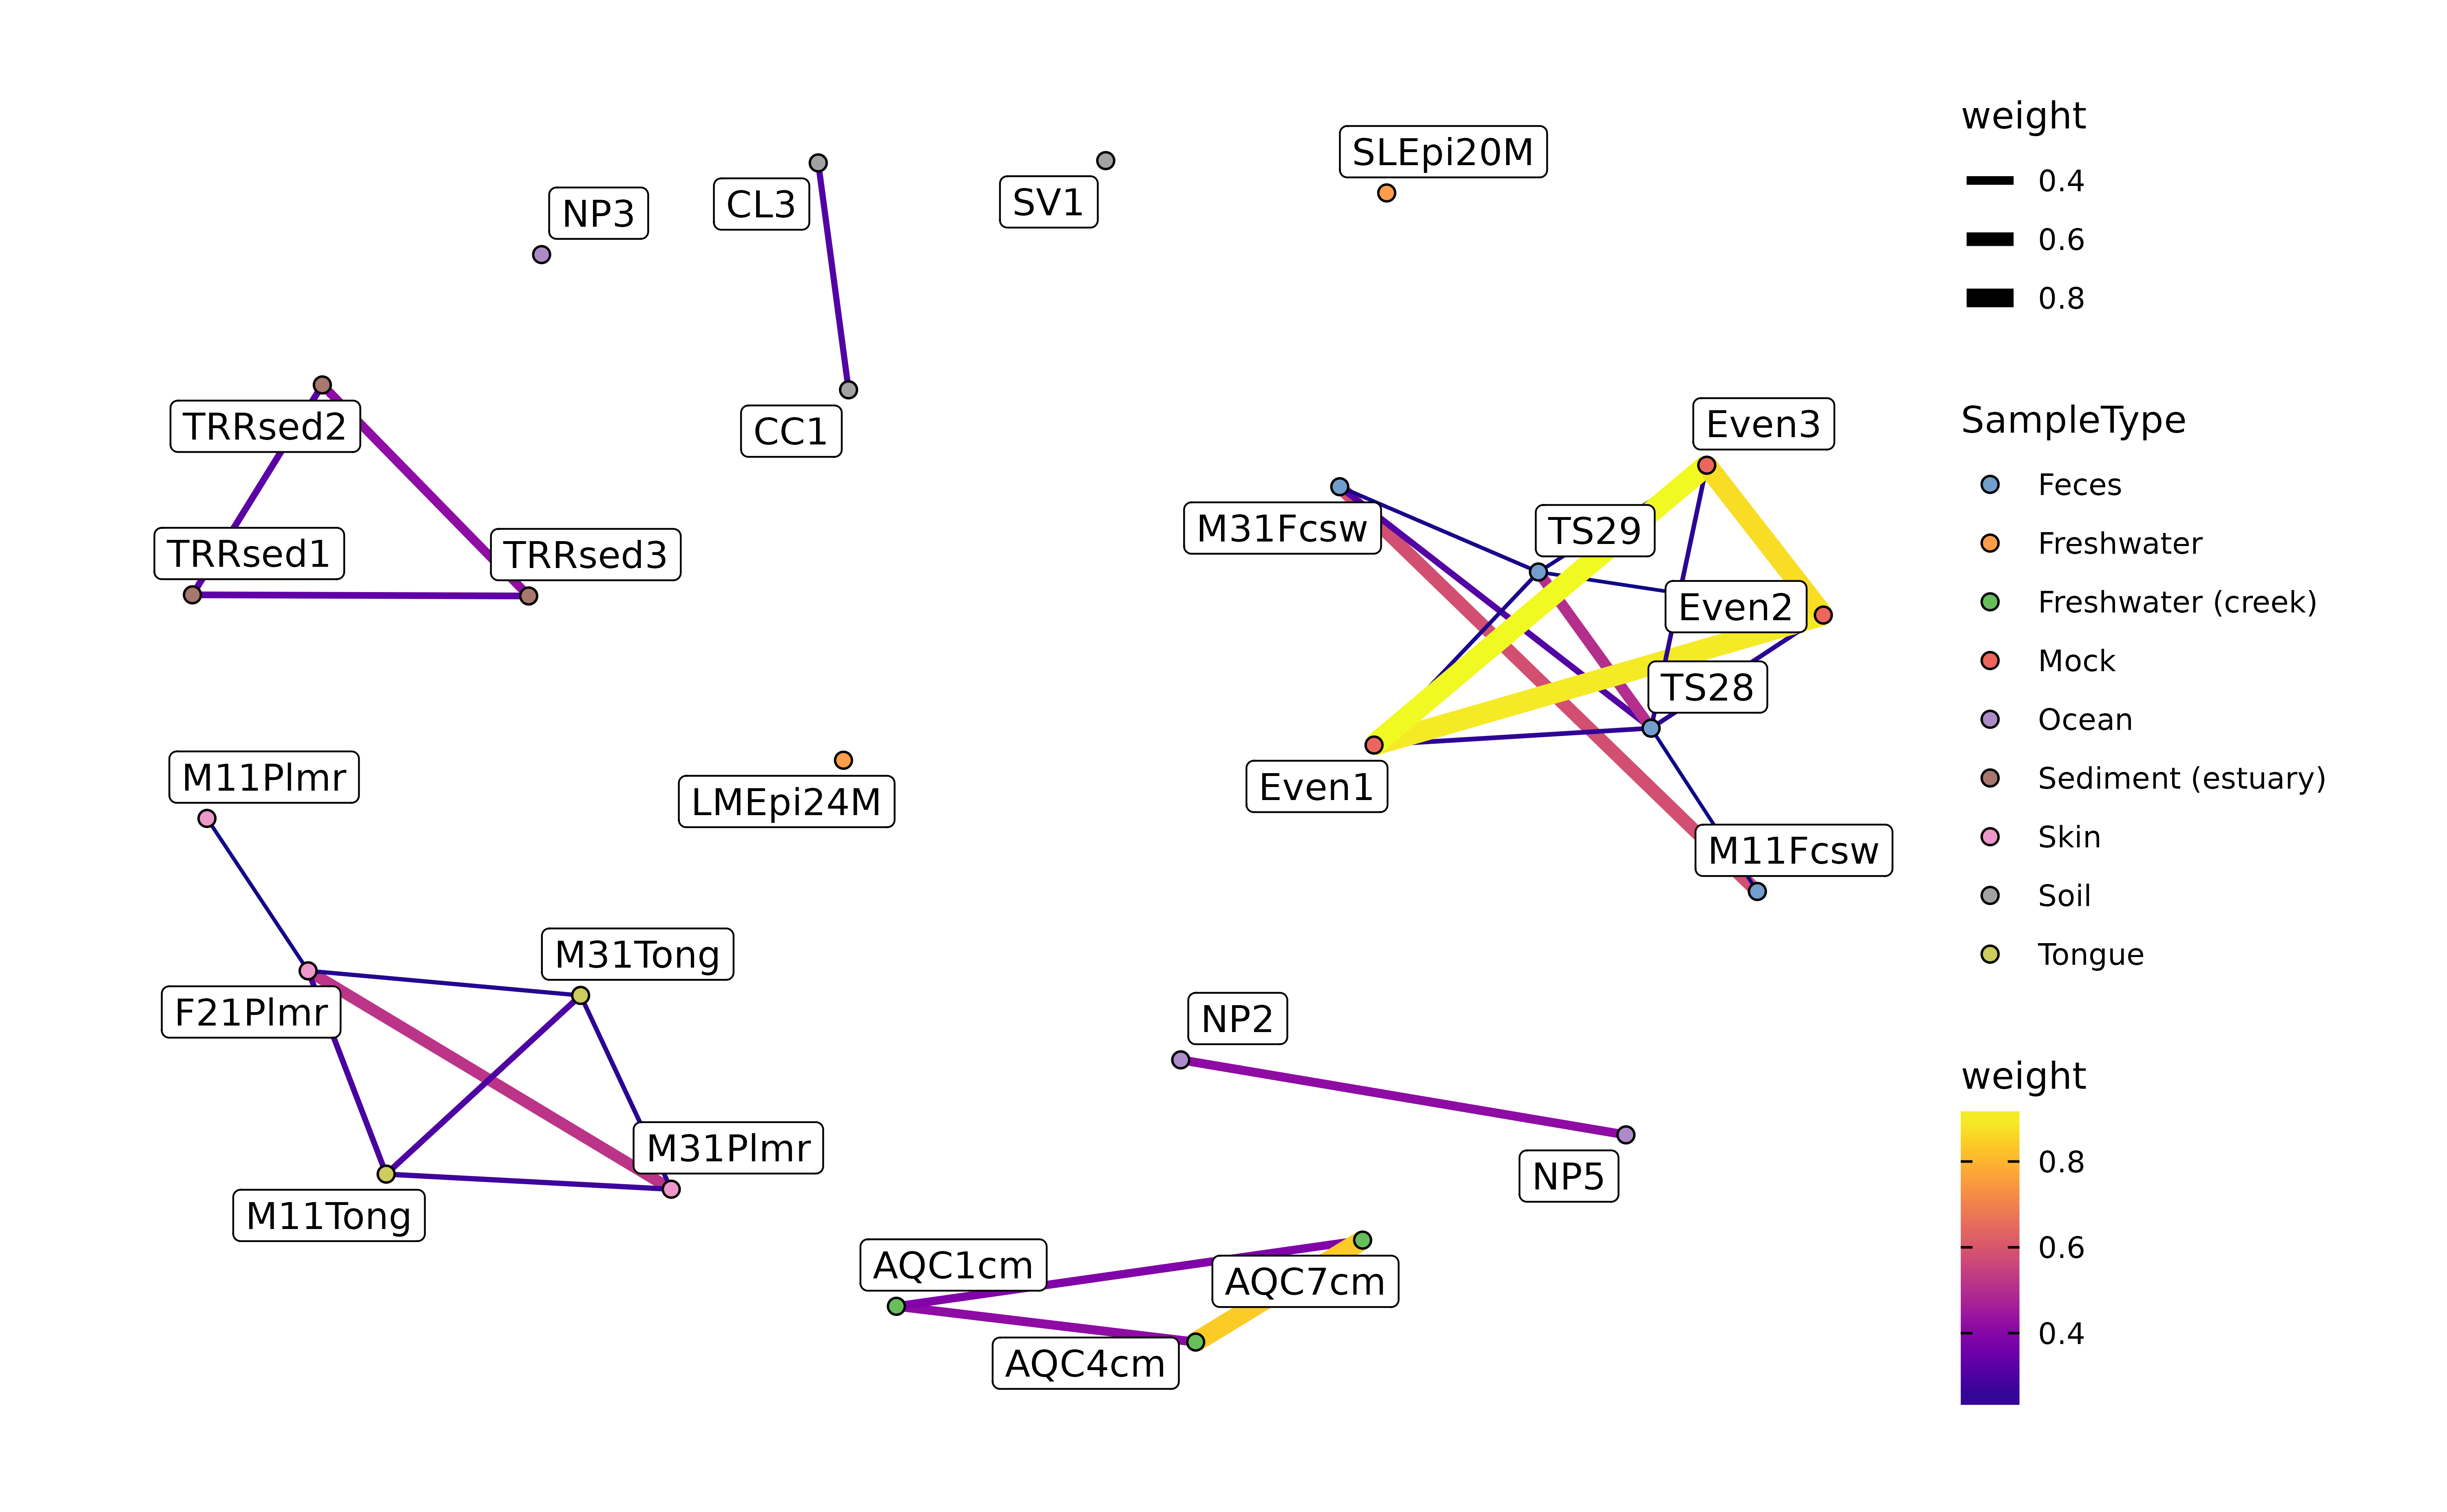 SLEpi20M
NP3
CL3
SV1
TRRsed2
CC1
Even3
M31Fcsw
TS29
TRRsed1
TRRsed3
Even2
TS28
M11Plmr
LMEpi24M
Even1
M11Fcsw
M31Tong
F21Plmr
NP2
M31Plmr
NP5
M11Tong
AQC1cm
AQC7cm
AQC4cm
weight
0.4
0.6
0.8
SampleType
Feces
Freshwater
Freshwater (creek)
Mock
Ocean
Sediment (estuary)
Skin
Soil
Tongue
weight
0.8
0.6
0.4